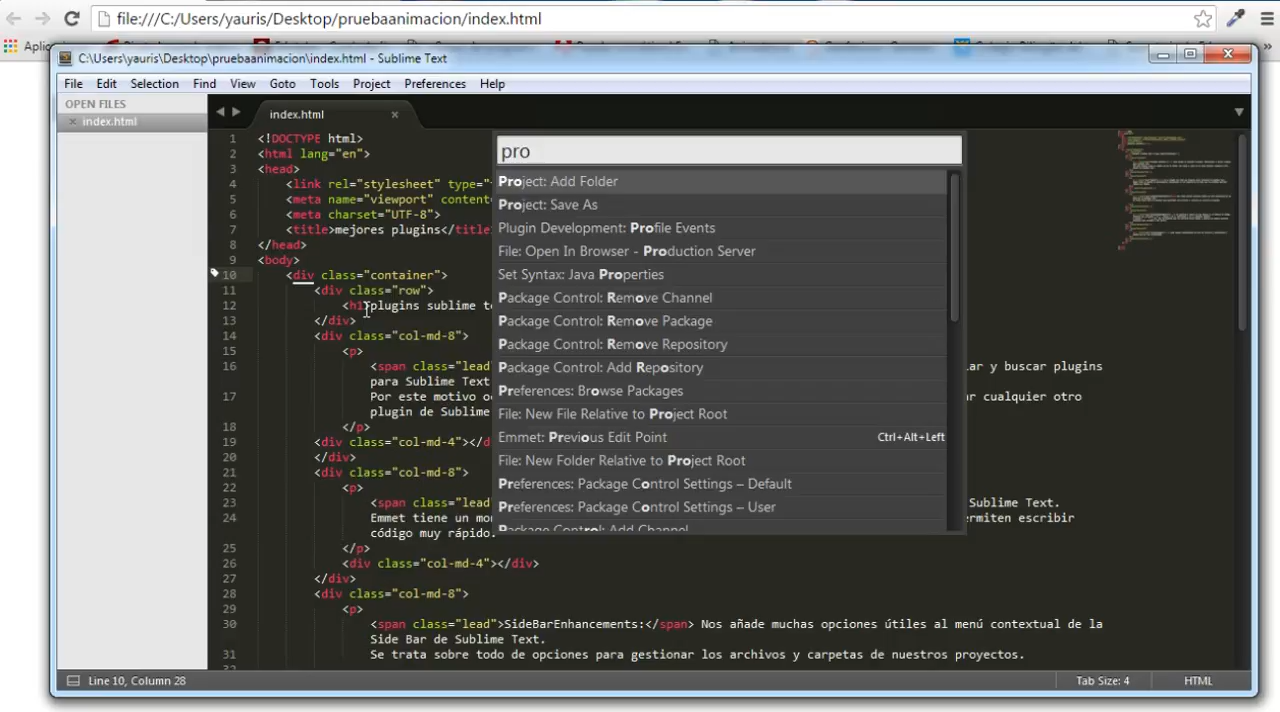 file:///C:/Users/yauris/Desktop/pruebaanimacion/index.html
C:\Users\yauris\Desktop\pruebaanimacion\index.html - Sublime Text
File Edit Selection Find View Goto Tools Project Preferences Help
OPEN FILES
index.html
index.html
pro
Project: Add Folder
Project: Save As
Plugin Development: Profile Events
File: Open In Browser - Production Server
Set Syntax: Java Properties
Package Control: Remove Channel
Package Control: Remove Package
Package Control: Remove Repository
Package Control: Add Repository
Preferences: Browse Packages
File: New File Relative to Project Root
Emmet: Previous Edit Point Ctrl+Alt+Left
File: New Folder Relative to Project Root
Preferences: Package Control Settings – Default
Preferences: Package Control Settings – User
Package Control: Add Channel
1 <!DOCTYPE html>
2 <html lang="en">
3 <head>
4 <link rel="stylesheet" type="
5 <meta name="viewport" content
6 <meta charset="UTF-8">
7 <title>mejores plugins</title
8 </head>
9 <body>
10 <div class="container">
11 <div class="row">
12 <h1>plugins sublime te
13 </div>
14 <div class="col-md-8">
15 <p>
16 <span class="lead" ar y buscar plugins
para Sublime Text
17 Por este motivo ar cualquier otro
plugin de Sublime
18 </p>
19 <div class="col-md-4"></d
20 </div>
21 <div class="col-md-8">
22 <p>
23 <span class="lead" Sublime Text.
24 Emmet tiene un mo ermiten escribir
código muy rápido.
25 </p>
26 <div class="col-md-4"></div>
27 </div>
28 <div class="col-md-8">
29 <p>
30 <span class="lead">SideBarEnhancements:</span> Nos añade muchas opciones útiles al menú contextual de la
Side Bar de Sublime Text.
31 Se trata sobre todo de opciones para gestionar los archivos y carpetas de nuestros proyectos.
Line 10, Column 28 Tab Size: 4 HTML